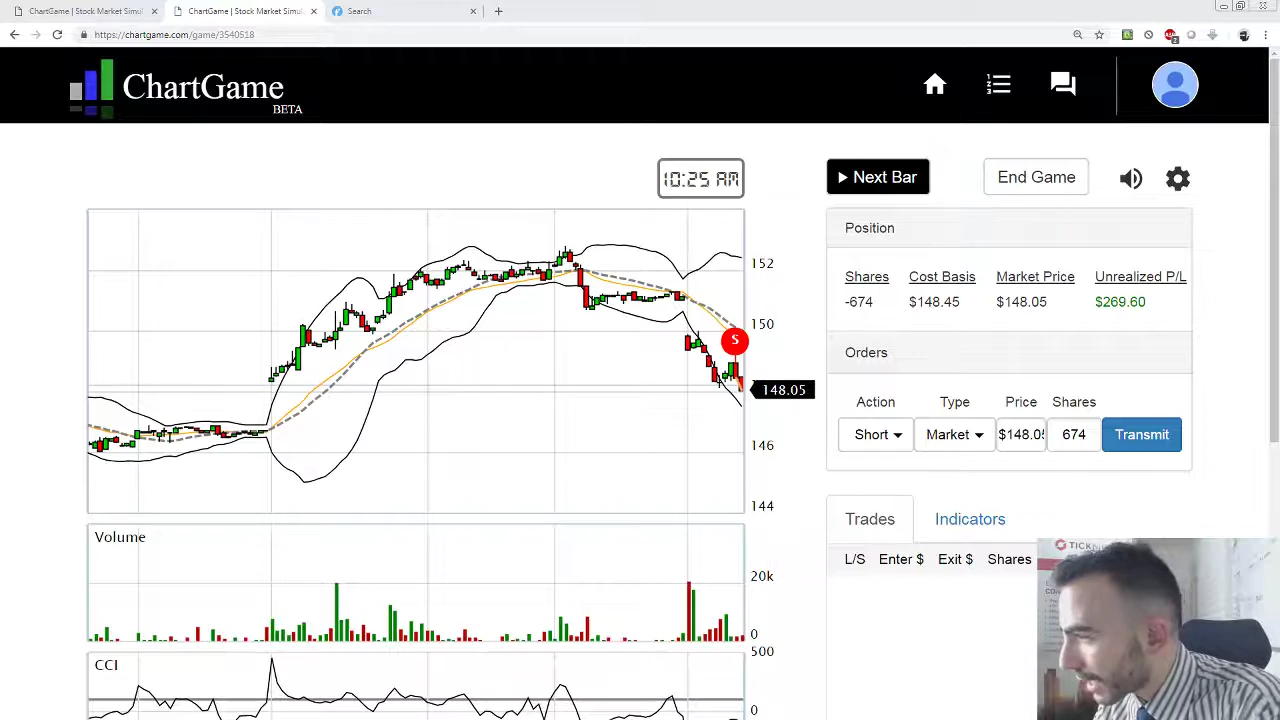 ChartGame | Stock Market Simul
ChartGame | Stock Market Simul
Search
https://chartgame.com/game/3540518
ChartGame
BETA
10:25 AM
Next Bar
End Game
Position
Shares Cost Basis Market Price Unrealized P/L
-674 $148.45 $148.05 $269.60
Orders
Action Type Price Shares
Short Market $148.05 674 Transmit
Trades Indicators
L/S Enter $ Exit $ Shares
152
150
S
148.05
146
144
Volume
20k
0
CCI
500
0